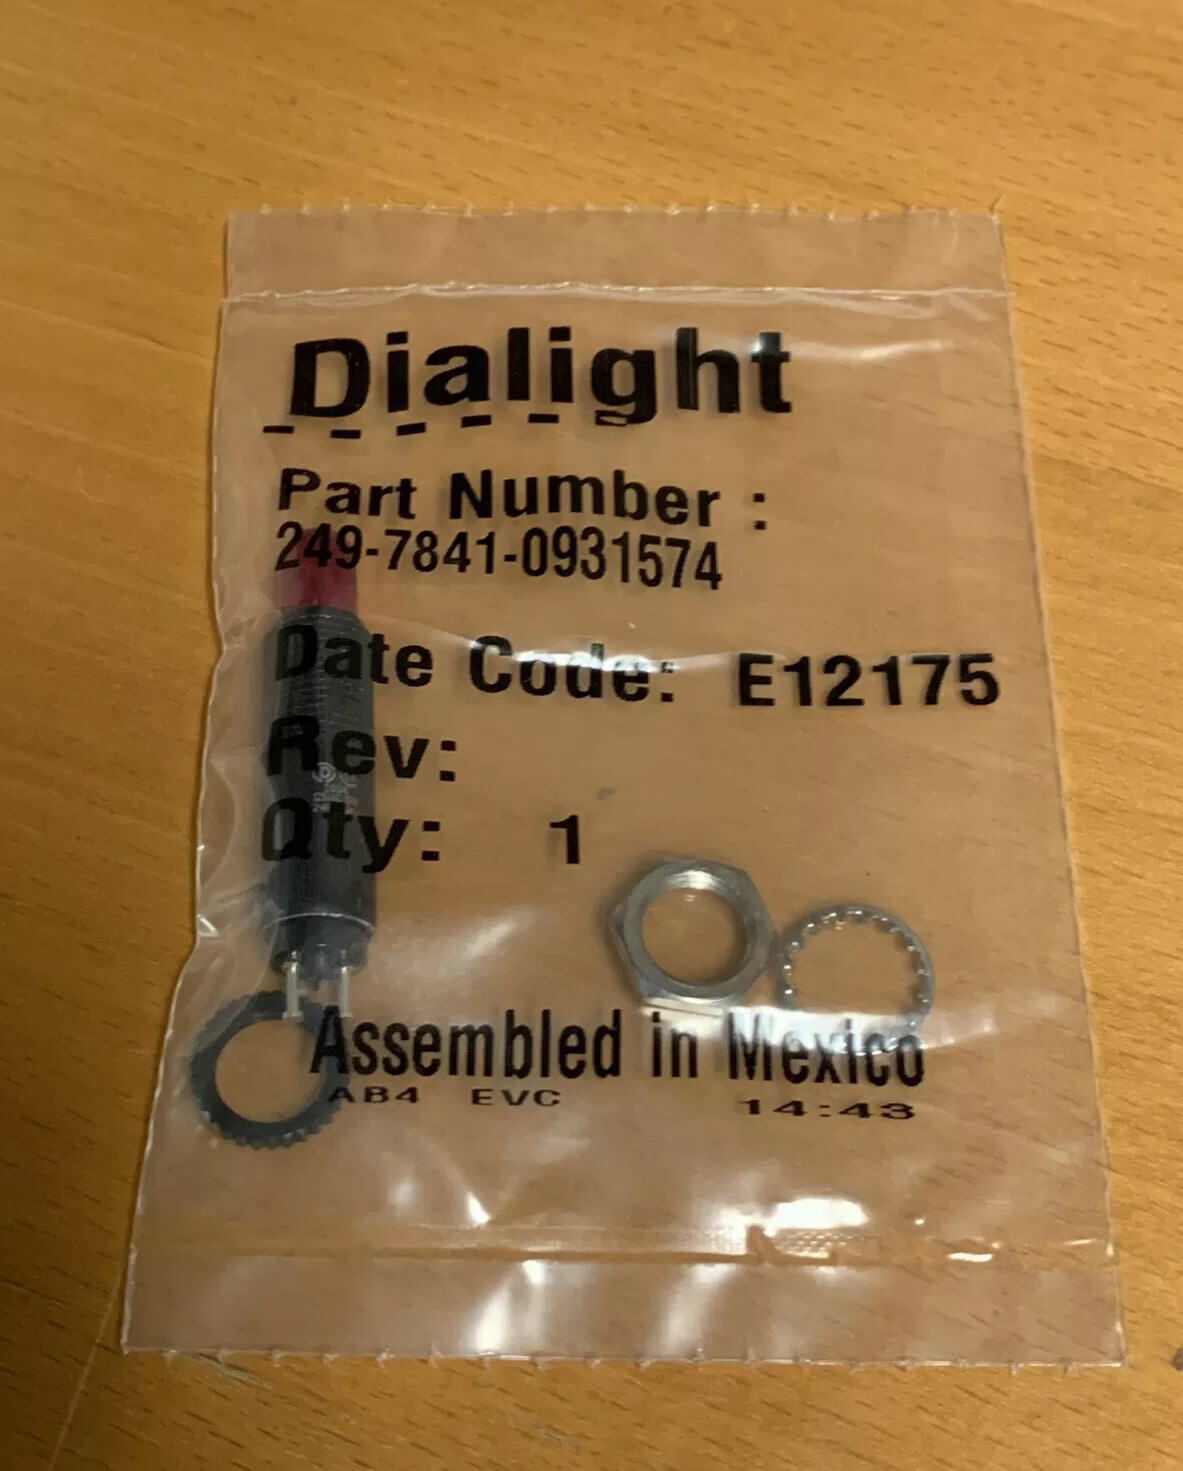 Dialight
Part Number :
249-7841-0931574
Date Code: E12175
Rev:
Qty: 1
Assembled in Mexico
AB4 EVC 14:43